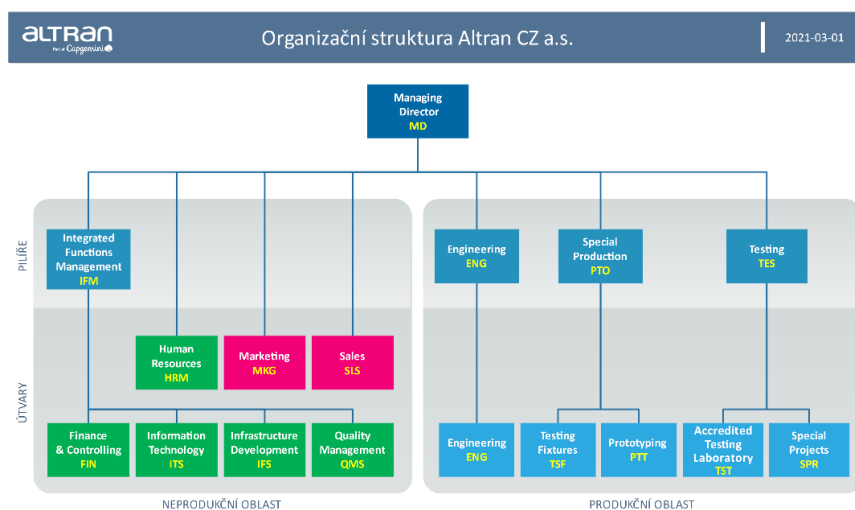 ALTRAN
Part of Capgemini
Organizační struktura Altran CZ a.s.
2021-03-01
Managing
Director
MD
PILÍŘE
Integrated
Functions
Management
IFM
Engineering
ENG
Special
Production
PTO
Testing
TES
ÚTVARY
Human
Resources
HRM
Marketing
MKG
Sales
SLS
Finance
& Controlling
FIN
Information
Technology
ITS
Infrastructure
Development
IFS
Quality
Management
QMS
Engineering
ENG
Testing
Fixtures
TSF
Prototyping
PTT
Accredited
Testing
Laboratory
TST
Special
Projects
SPR
NEPRODUKČNÍ OBLAST
PRODUKČNÍ OBLAST